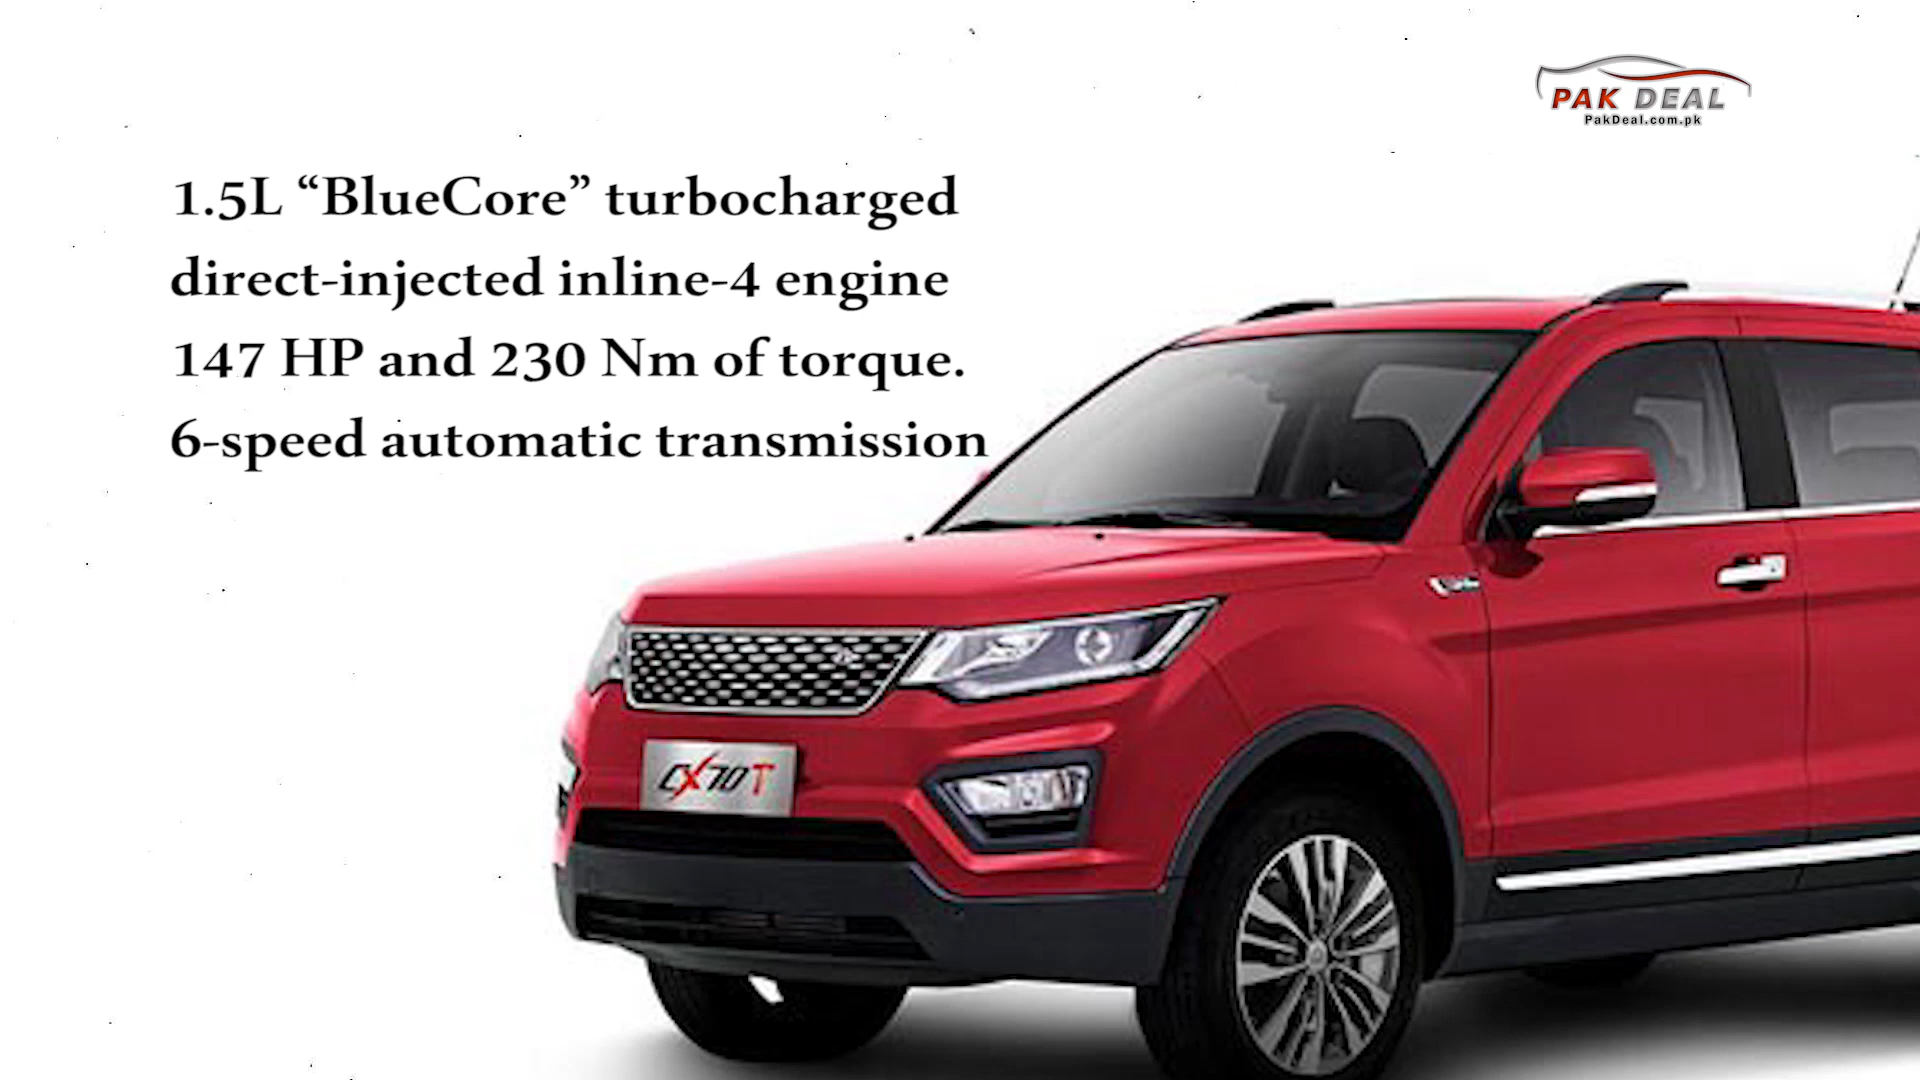 PAK DEAL
PakDeal.com.pk
1.5L “BlueCore” turbocharged
direct-injected inline-4 engine
147 HP and 230 Nm of torque.
6-speed automatic transmission
CX70T